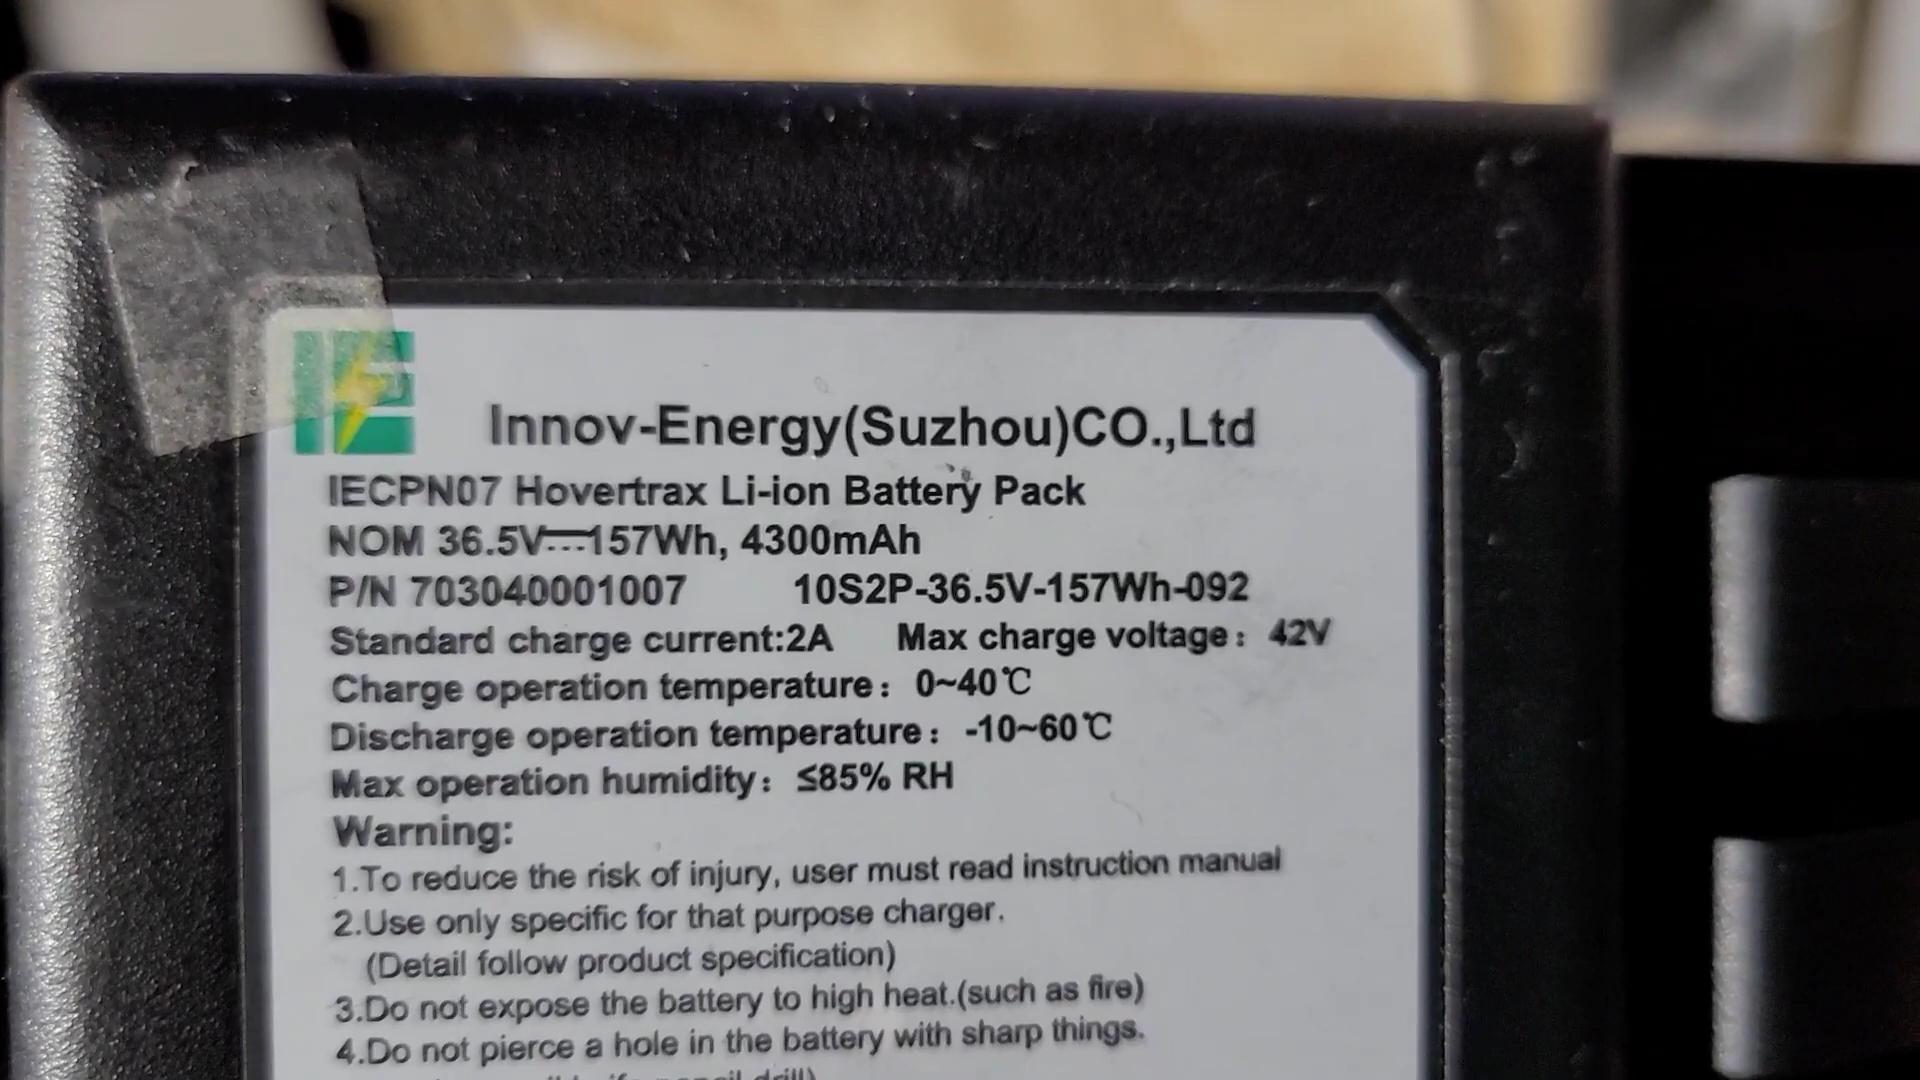 Innov-Energy(Suzhou)CO.,Ltd
IECPN07 Hovertrax Li-ion Battery Pack
NOM 36.5V⎓157Wh, 4300mAh
P/N 703040001007 10S2P-36.5V-157Wh-092
Standard charge current:2A Max charge voltage：42V
Charge operation temperature：0~40℃
Discharge operation temperature：-10~60℃
Max operation humidity：≤85% RH
Warning:
1.To reduce the risk of injury, user must read instruction manual
2.Use only specific for that purpose charger.
(Detail follow product specification)
3.Do not expose the battery to high heat.(such as fire)
4.Do not pierce a hole in the battery with sharp things.